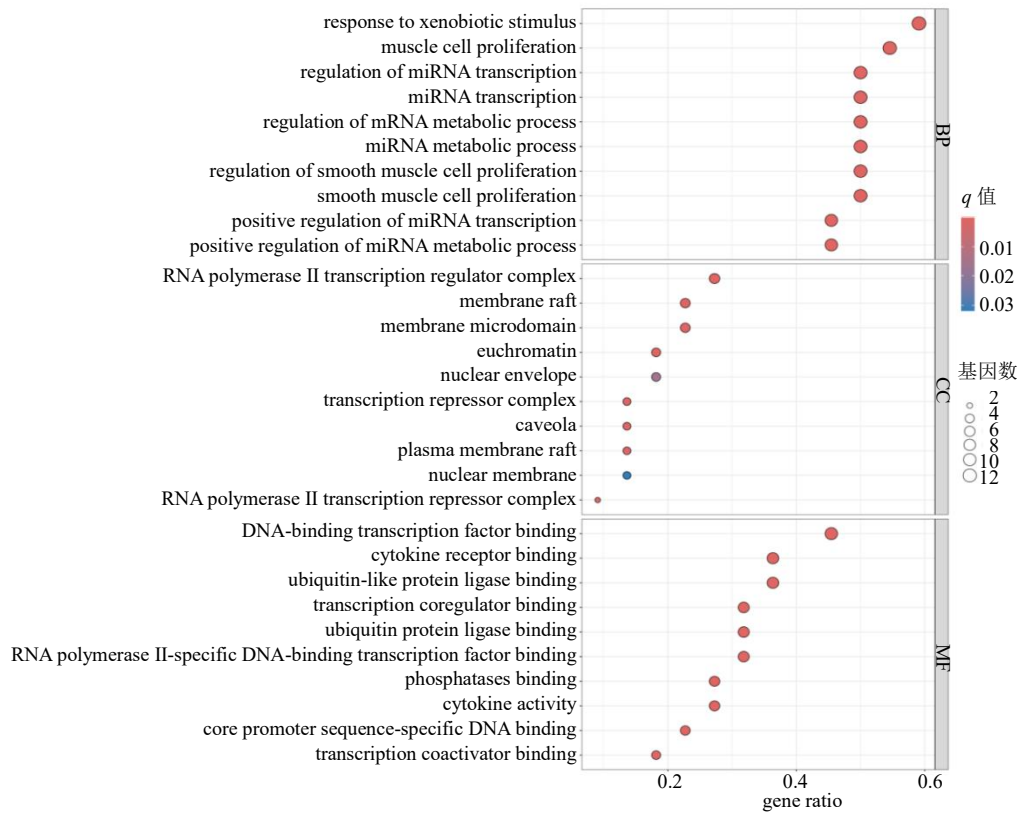 response to xenobiotic stimulus
muscle cell proliferation
regulation of miRNA transcription
miRNA transcription
regulation of mRNA metabolic process
miRNA metabolic process
regulation of smooth muscle cell proliferation
smooth muscle cell proliferation
positive regulation of miRNA transcription
positive regulation of miRNA metabolic process
BP
RNA polymerase II transcription regulator complex
membrane raft
membrane microdomain
euchromatin
nuclear envelope
transcription repressor complex
caveola
plasma membrane raft
nuclear membrane
RNA polymerase II transcription repressor complex
CC
DNA-binding transcription factor binding
cytokine receptor binding
ubiquitin-like protein ligase binding
transcription coregulator binding
ubiquitin protein ligase binding
RNA polymerase II-specific DNA-binding transcription factor binding
phosphatases binding
cytokine activity
core promoter sequence-specific DNA binding
transcription coactivator binding
MF
0.2 0.4 0.6
gene ratio
q 值
0.01
0.02
0.03
基因数
2
4
6
8
10
12